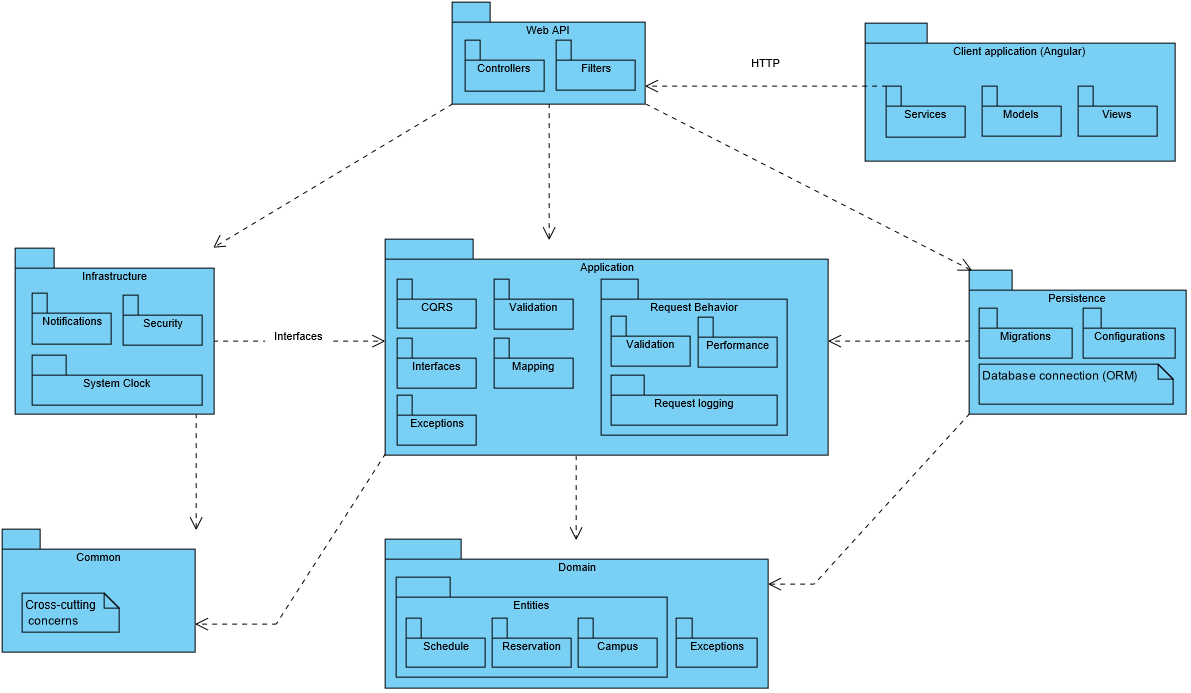 Web API
Controllers
Filters
HTTP
Client application (Angular)
Services
Models
Views
Infrastructure
Notifications
Security
System Clock
Interfaces
Application
CQRS
Validation
Interfaces
Mapping
Exceptions
Request Behavior
Validation
Performance
Request logging
Persistence
Migrations
Configurations
Database connection (ORM)
Common
Cross-cutting
concerns
Domain
Entities
Schedule
Reservation
Campus
Exceptions